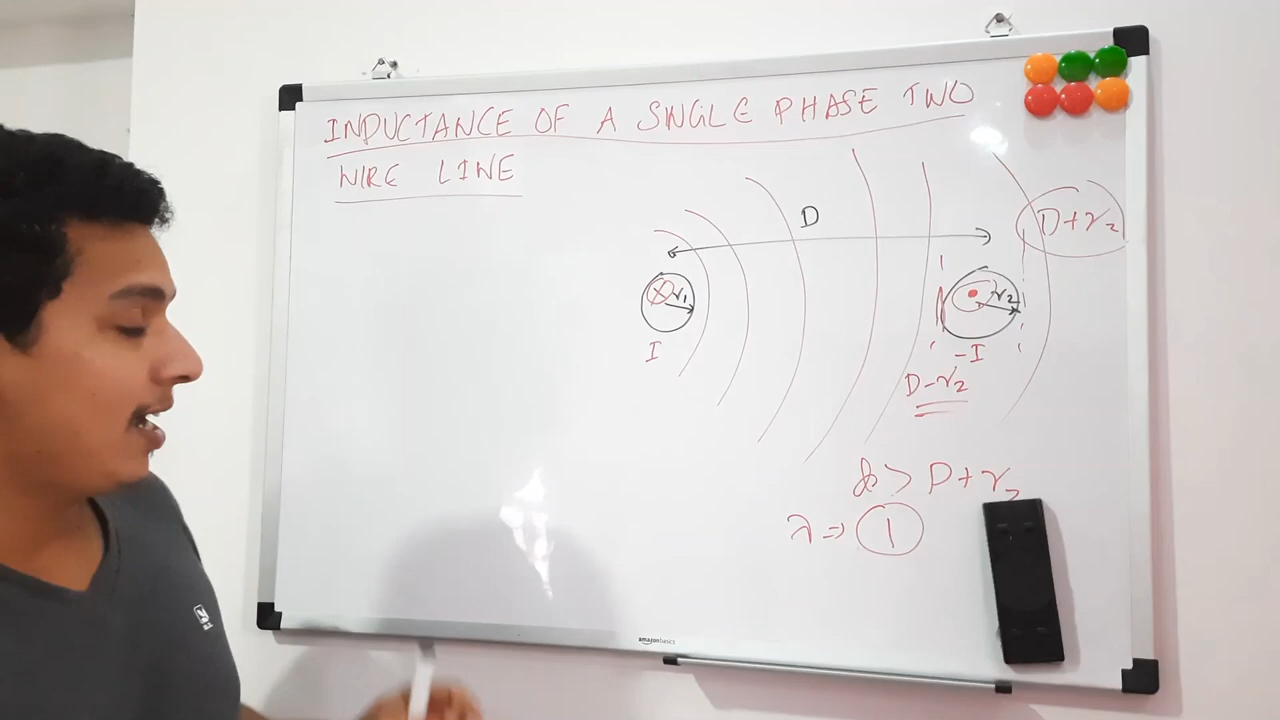 INDUCTANCE OF A SINGLE PHASE TWO
WIRE LINE
D
D+r₂
r₁
r₂
I
-I
D-r₂
> D+r₂
λ ⇒ 1
amazonbasics